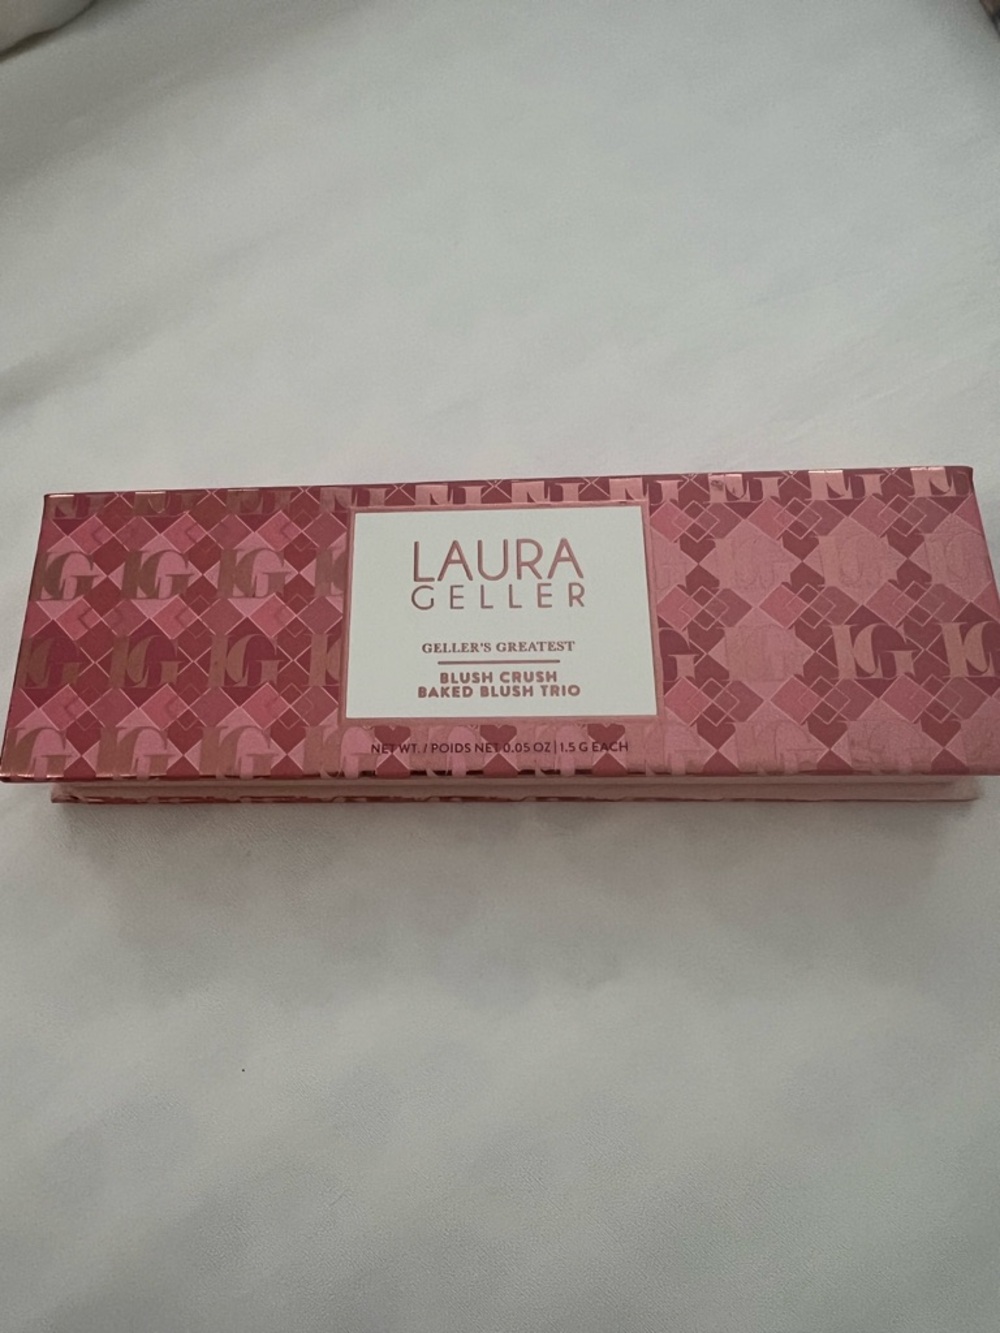 LAURA
GELLER
GELLER'S GREATEST
BLUSH CRUSH
BAKED BLUSH TRIO
NET WT. / POIDS NET 0.05 OZ | 1.5 G EACH